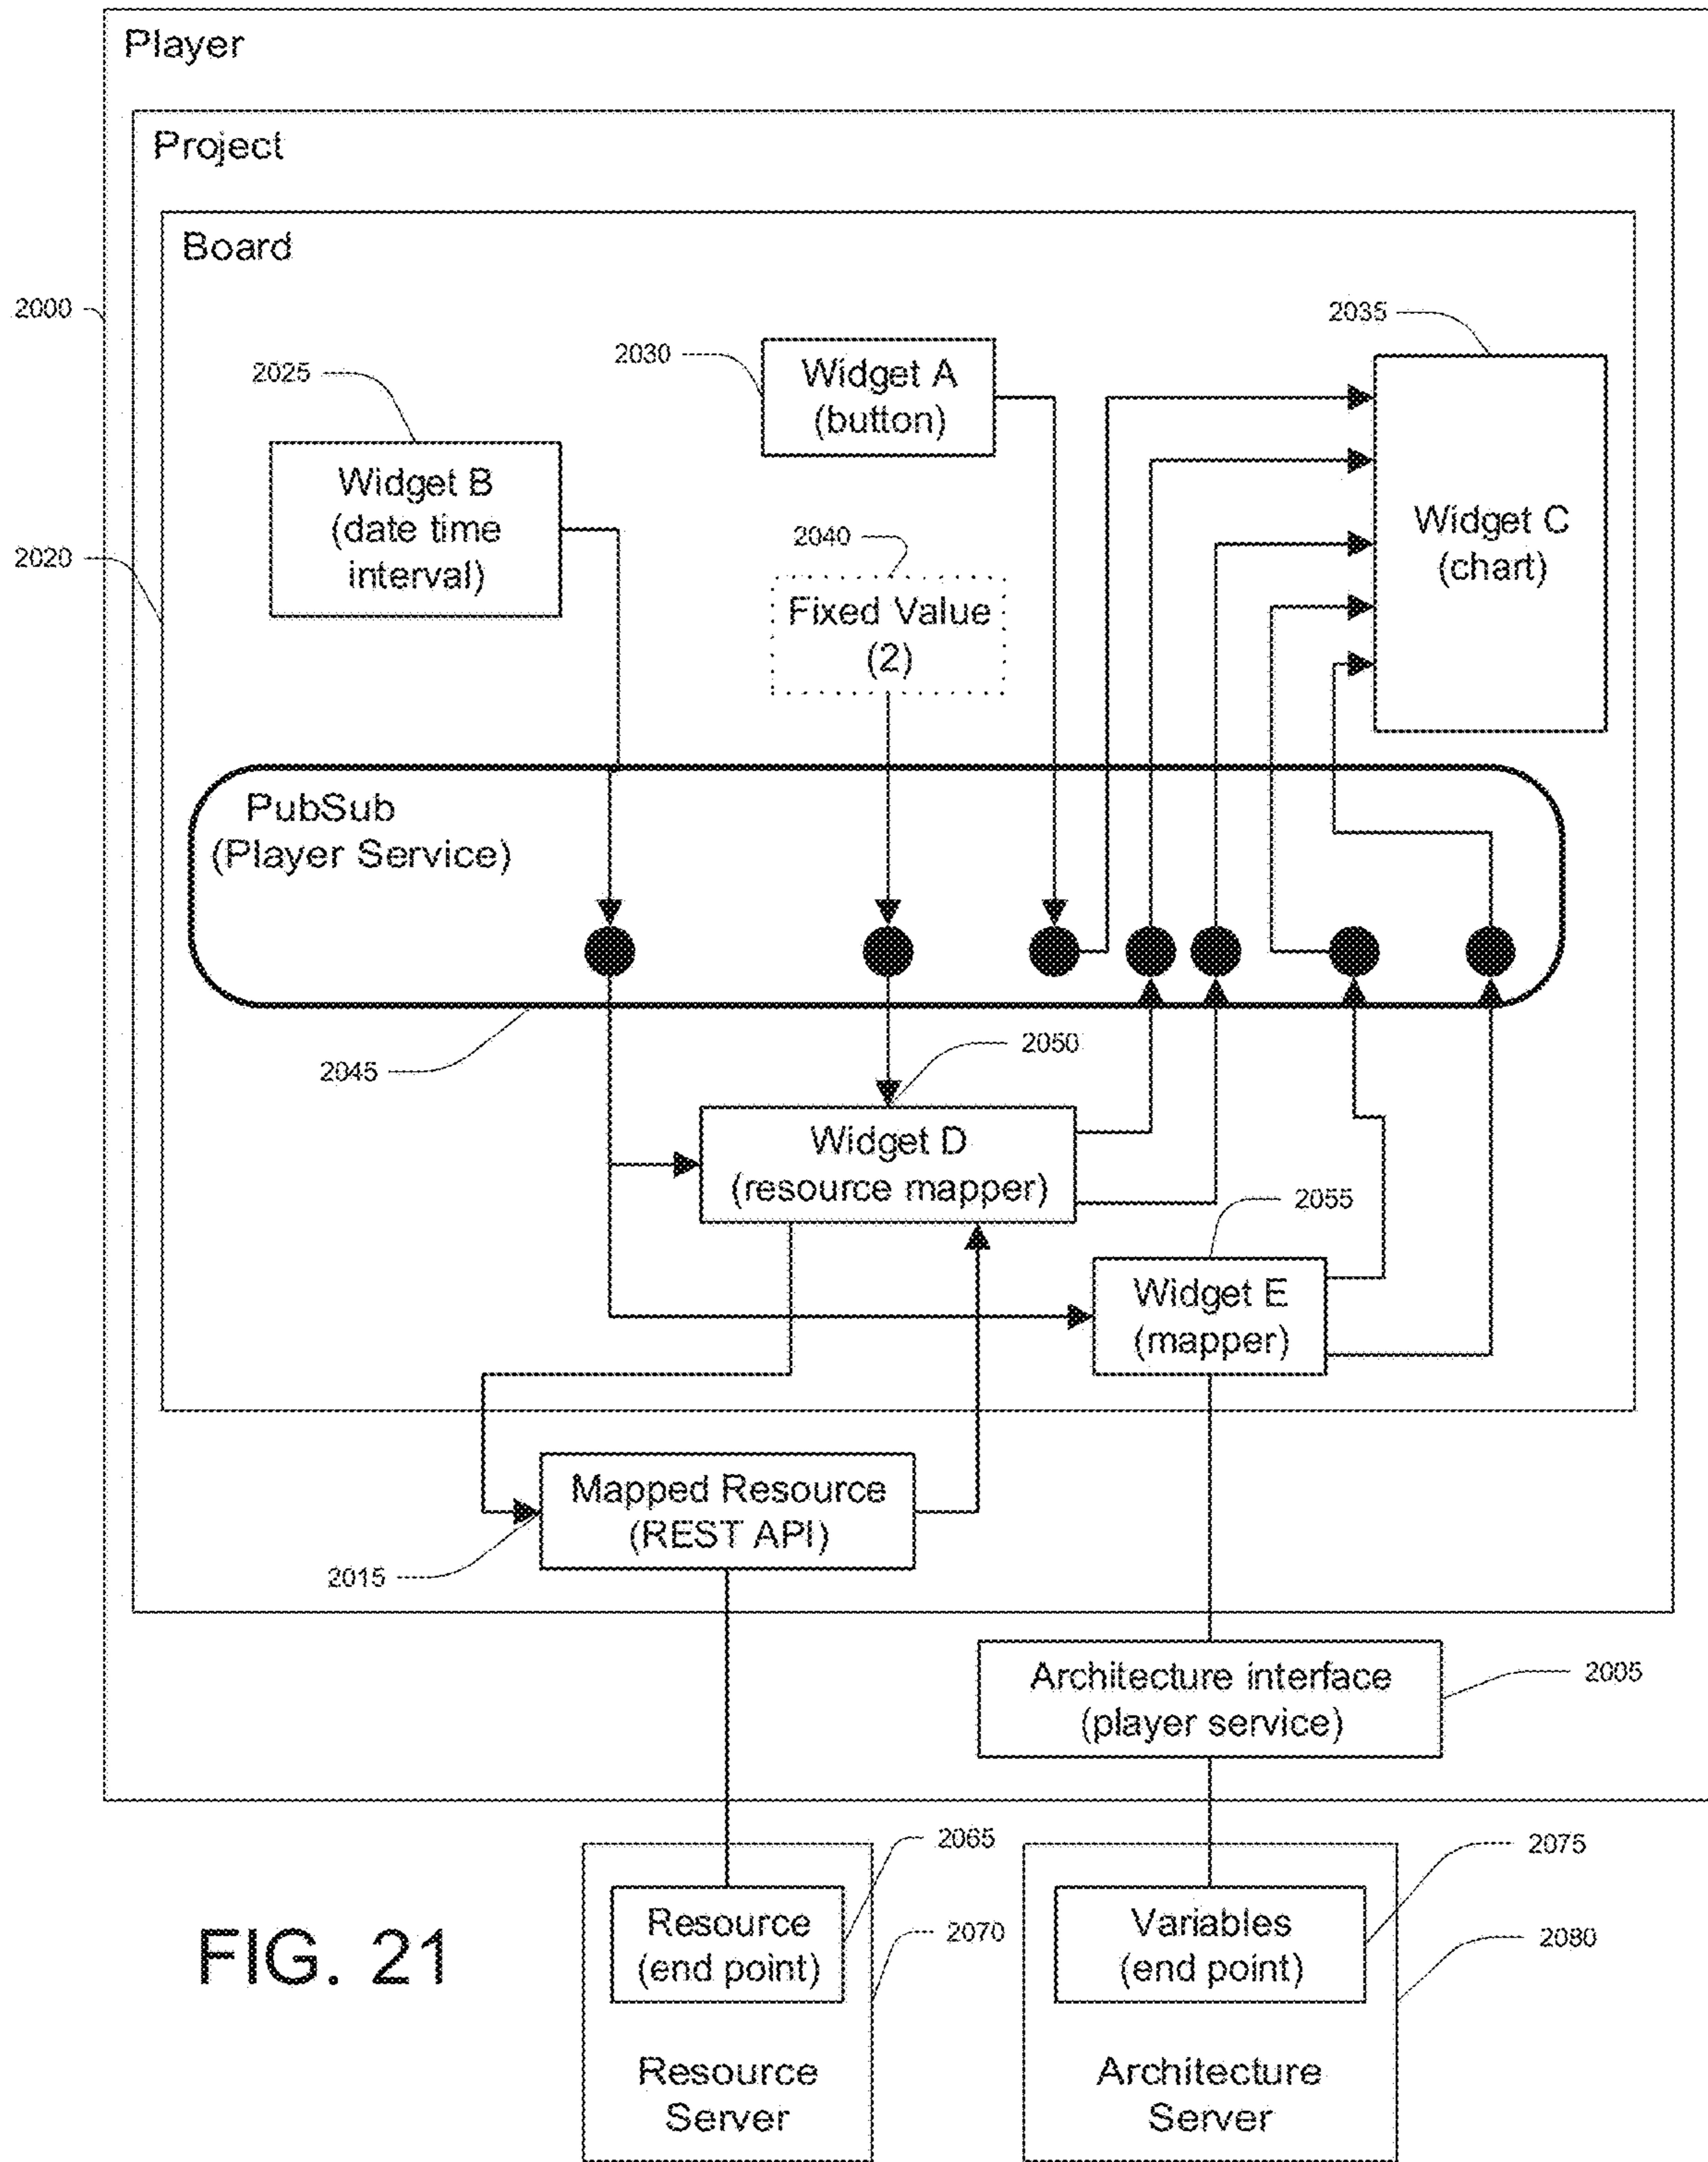 Player
Project
Board
2000
2035
2030
Widget A
(button)
2025
Widget B
(date time
interval)
2020
2040
Fixed Value
(2)
Widget C
(chart)
PubSub
(Player Service)
2045
2050
Widget D
(resource mapper)
2055
Widget E
(mapper)
Mapped Resource
(REST API)
2015
Architecture interface
(player service)
2005
2065
2075
Resource
(end point)
2070
Variables
(end point)
2080
FIG. 21
Resource
Server
Architecture
Server